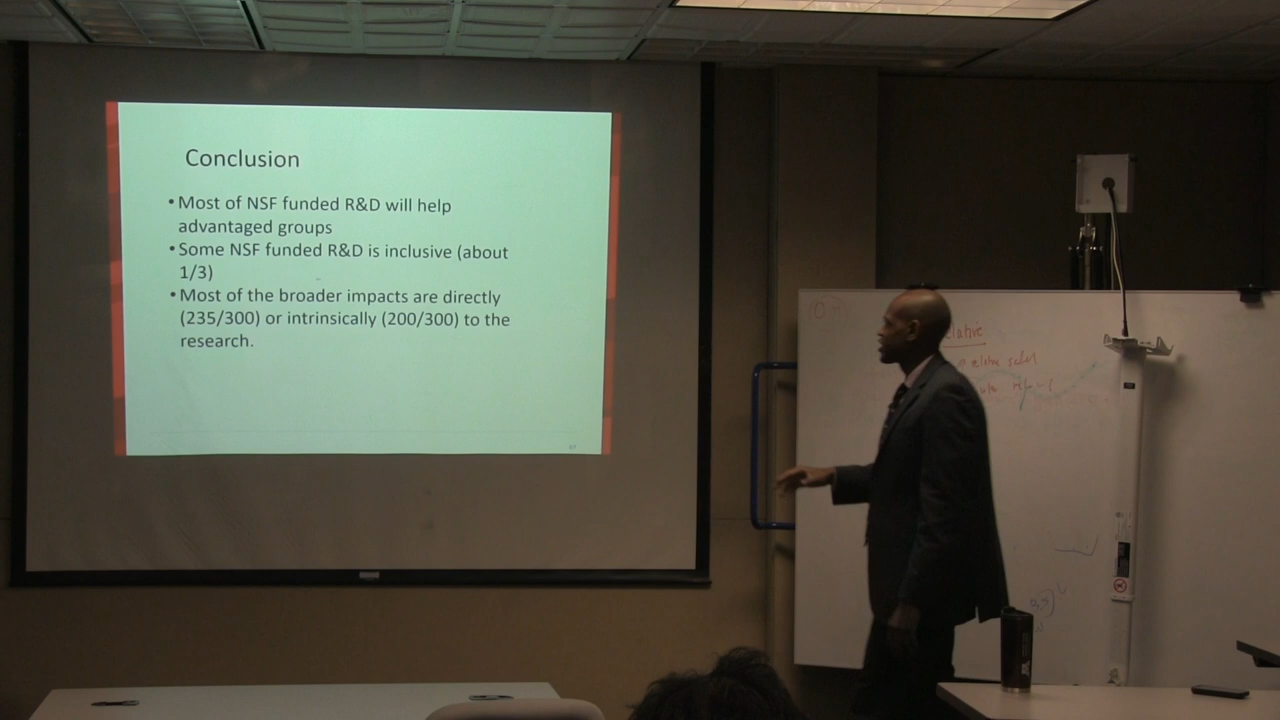 Conclusion
• Most of NSF funded R&D will help
advantaged groups
• Some NSF funded R&D is inclusive (about
1/3)
• Most of the broader impacts are directly
(235/300) or intrinsically (200/300) to the
research.
elative